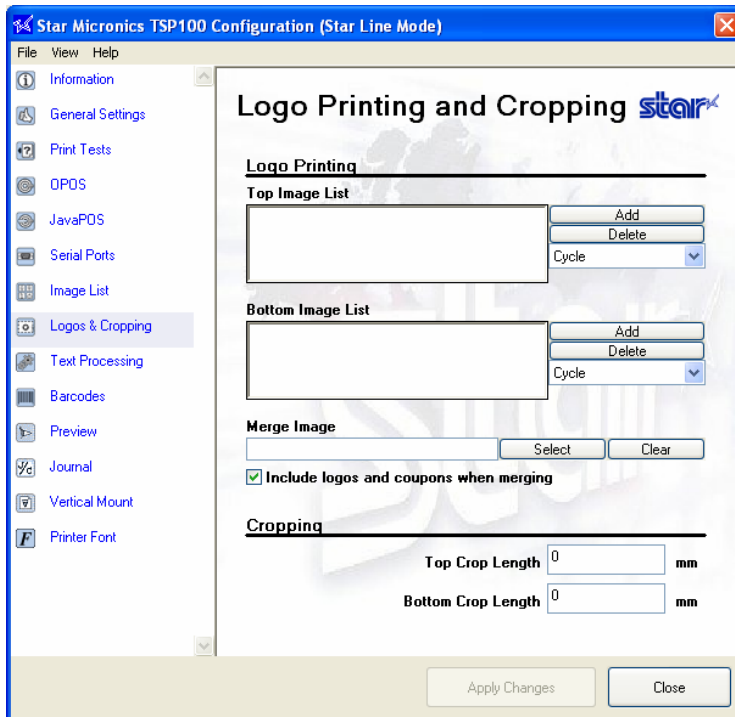 Star Micronics TSP100 Configuration (Star Line Mode)
File View Help
Information
General Settings
Print Tests
OPOS
JavaPOS
Serial Ports
Image List
Logos & Cropping
Text Processing
Barcodes
Preview
Journal
Vertical Mount
Printer Font
Logo Printing and Cropping star
Logo Printing
Top Image List
Add
Delete
Cycle
Bottom Image List
Add
Delete
Cycle
Merge Image
Select Clear
Include logos and coupons when merging
Cropping
Top Crop Length 0 mm
Bottom Crop Length 0 mm
Apply Changes Close